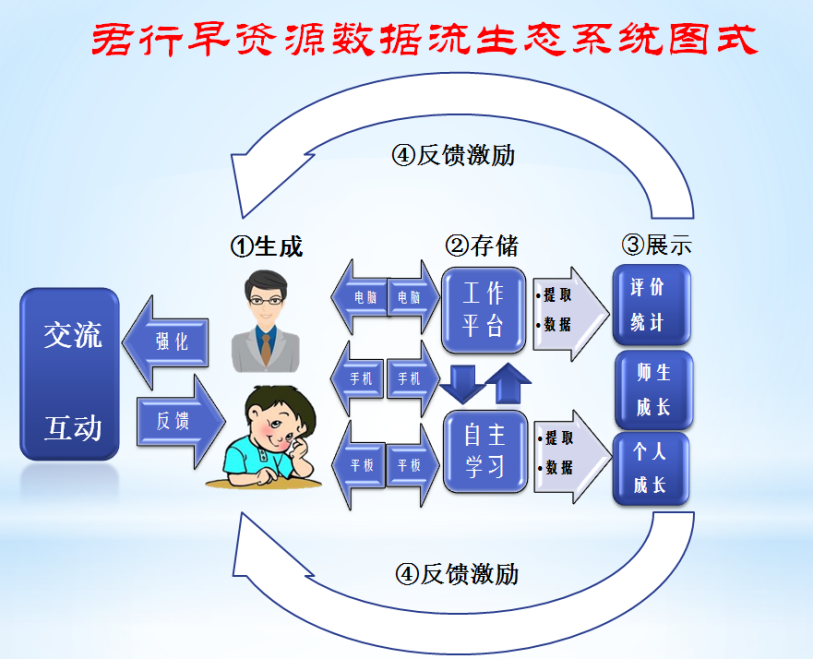 君行早资源数据流生态系统图式
④反馈激励
①生成
②存储
③展示
交流
互动
强化
反馈
电脑
电脑
手机
手机
平板
平板
工作
平台
自主
学习
•提取
•数据
•提取
•数据
评价
统计
师生
成长
个人
成长
④反馈激励